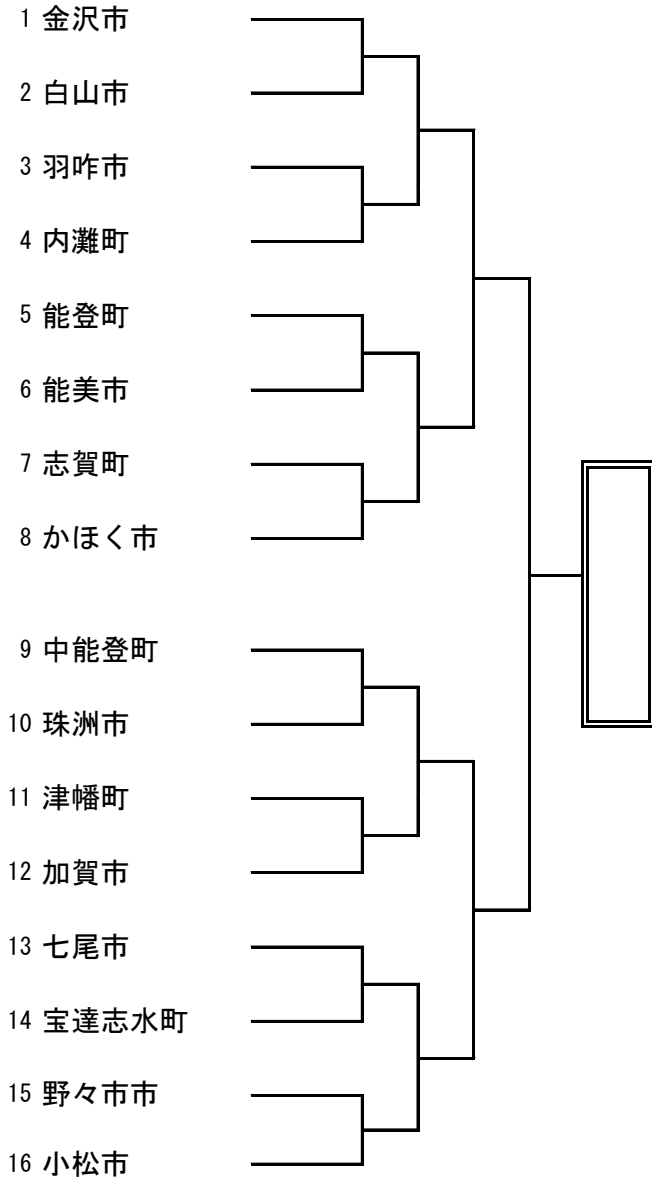 1 金沢市
2 白山市
3 羽咋市
4 内灘町
5 能登町
6 能美市
7 志賀町
8 かほく市
9 中能登町
10 珠洲市
11 津幡町
12 加賀市
13 七尾市
14 宝達志水町
15 野々市市
16 小松市